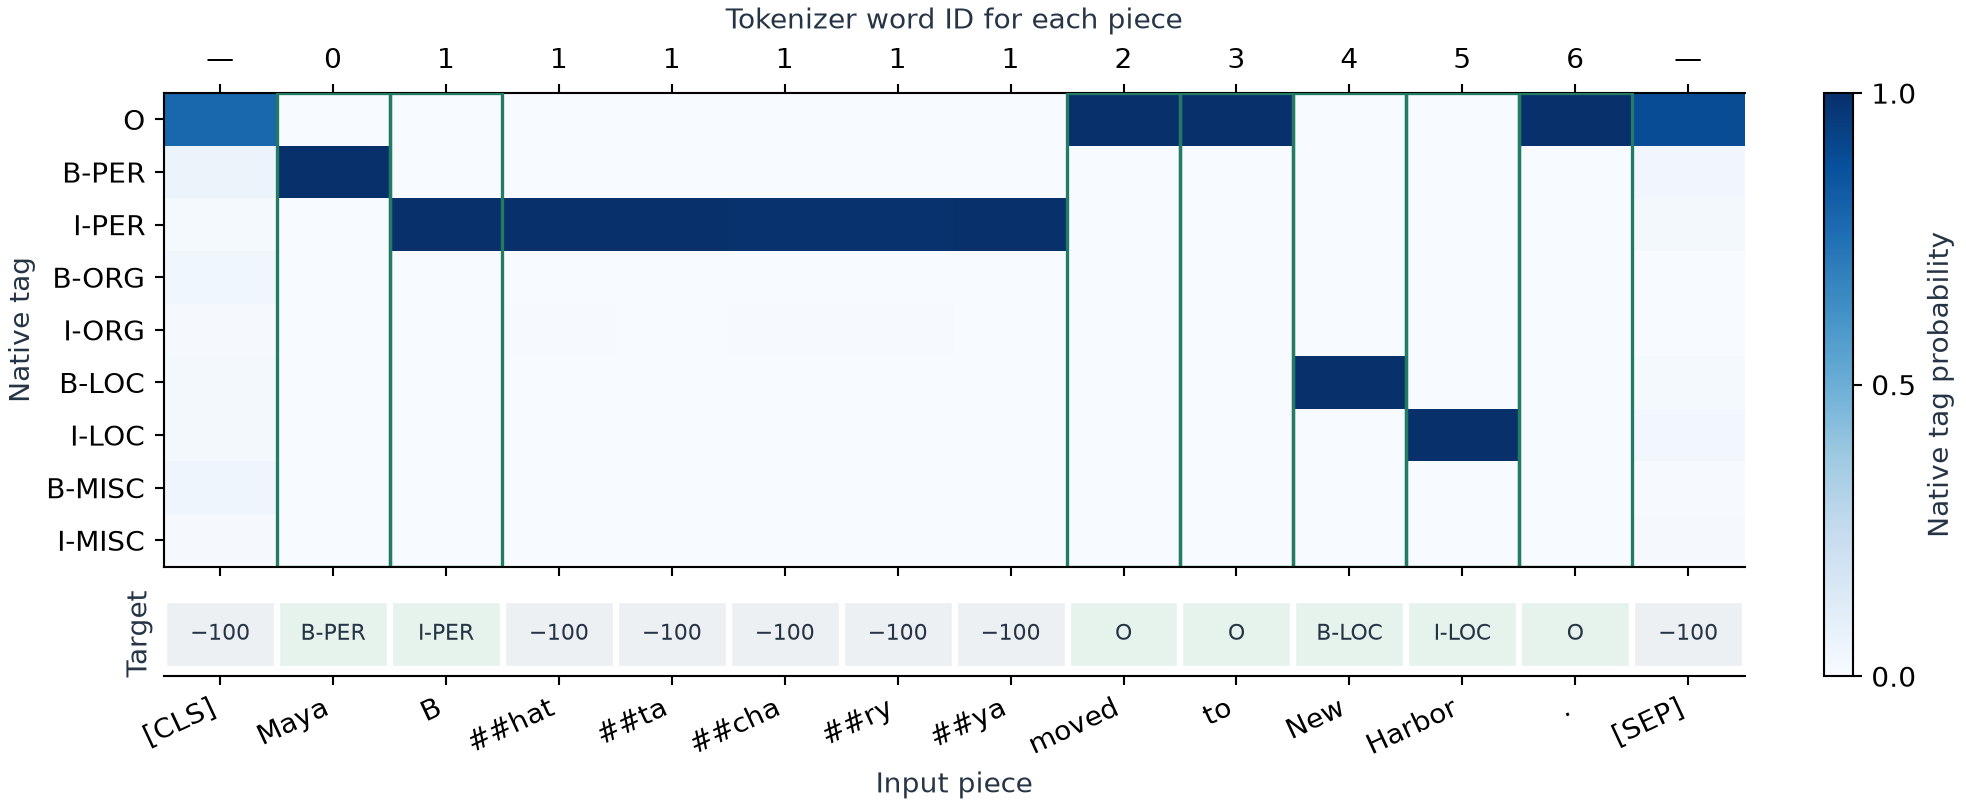 Tokenizer word ID for each piece
— 0 1 1 1 1 1 1 2 3 4 5 6 —
Native tag
O
B-PER
I-PER
B-ORG
I-ORG
B-LOC
I-LOC
B-MISC
I-MISC
1.0
0.5
0.0
Native tag probability
Target
−100 B-PER I-PER −100 −100 −100 −100 −100 O O B-LOC I-LOC O −100
[CLS] Maya B ##hat ##ta ##cha ##ry ##ya moved to New Harbor . [SEP]
Input piece